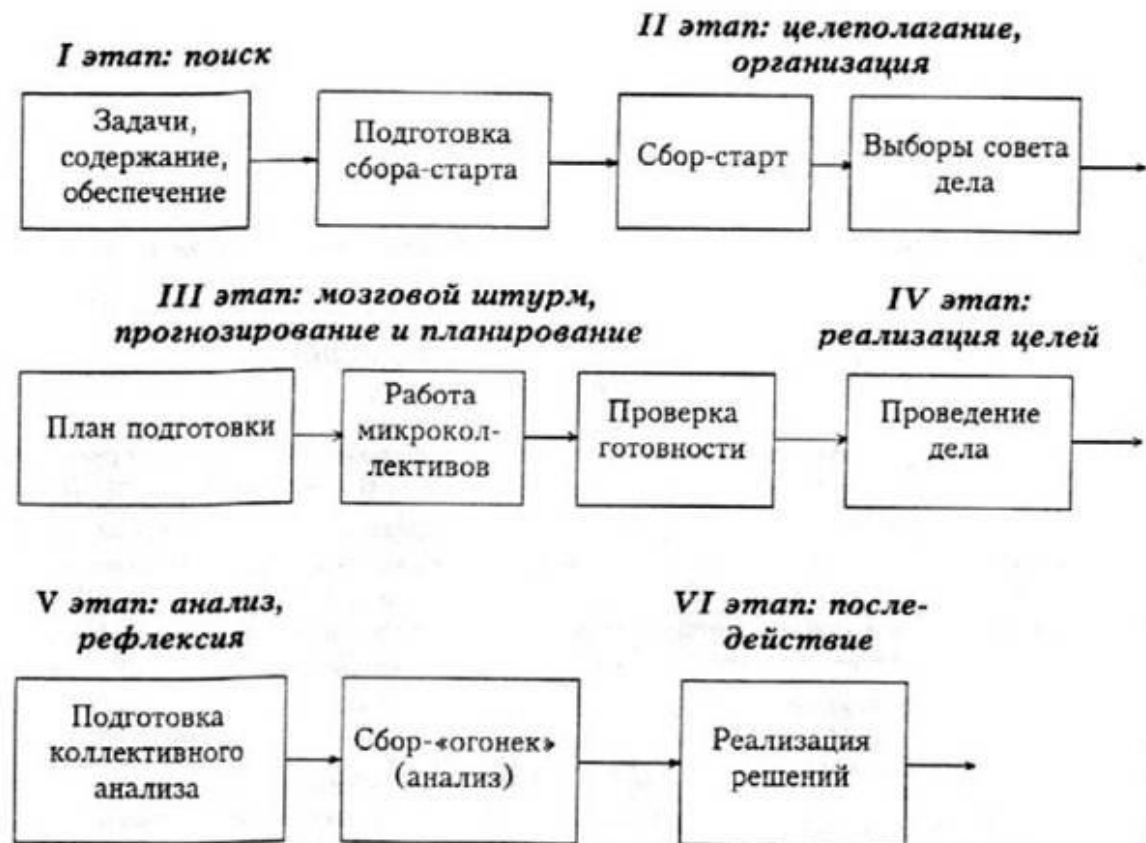 I этап: поиск
II этап: целеполагание,
организация
Задачи,
содержание,
обеспечение
Подготовка
сбора-старта
Сбор-старт
Выборы совета
дела
III этап: мозговой штурм,
прогнозирование и планирование
IV этап:
реализация целей
План подготовки
Работа
микрокол-
лективов
Проверка
готовности
Проведение
дела
V этап: анализ,
рефлексия
VI этап: после-
действие
Подготовка
коллективного
анализа
Сбор-«огонек»
(анализ)
Реализация
решений